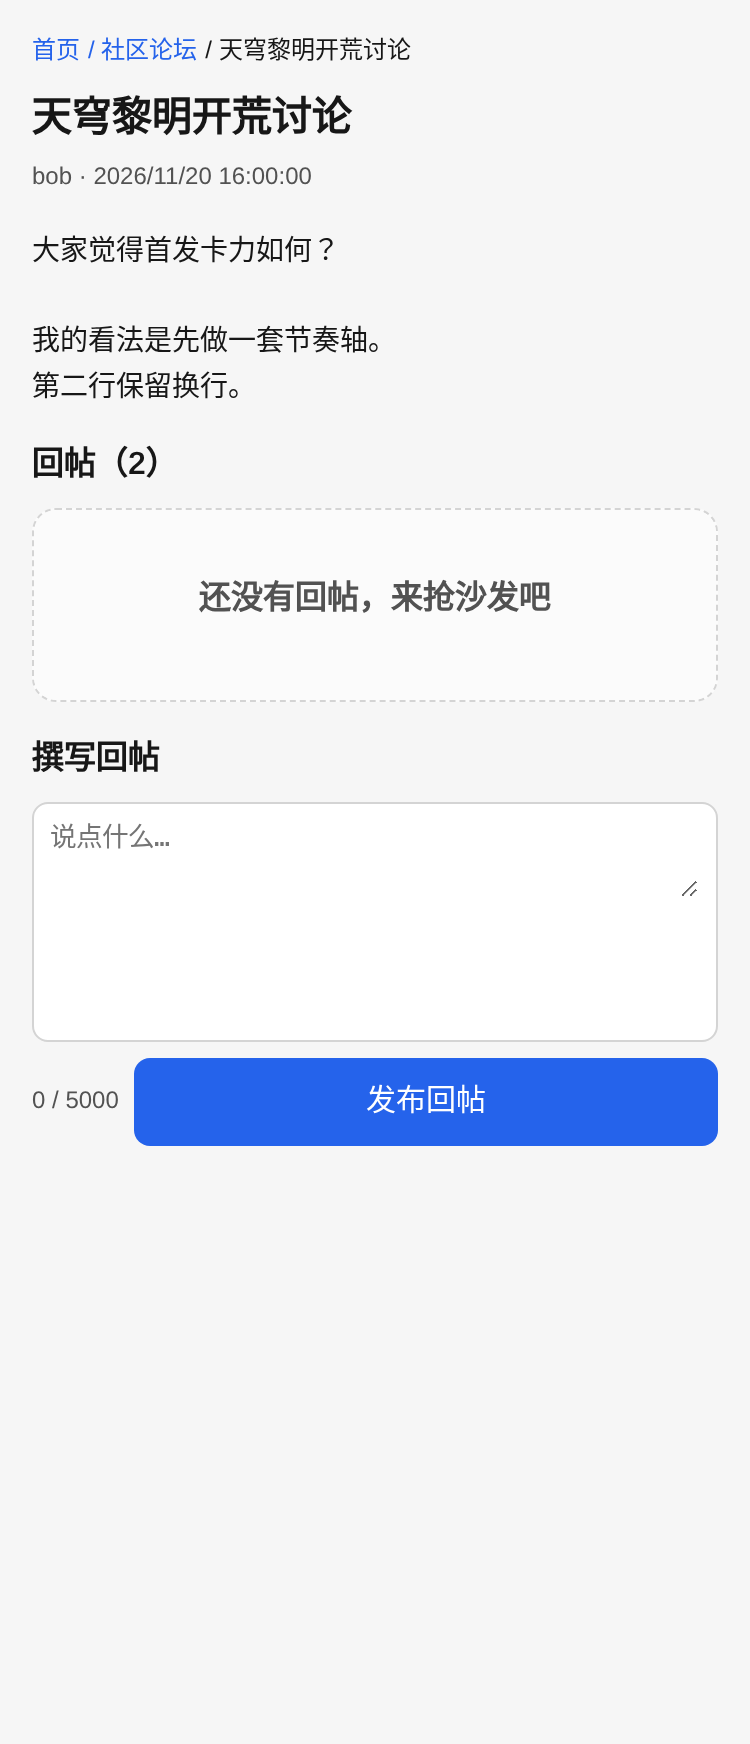 首页 / 社区论坛 / 天穹黎明开荒讨论
天穹黎明开荒讨论
bob · 2026/11/20 16:00:00
大家觉得首发卡力如何？
我的看法是先做一套节奏轴。
第二行保留换行。
回帖（2）
还没有回帖，来抢沙发吧
撰写回帖
说点什么…
0 / 5000
发布回帖